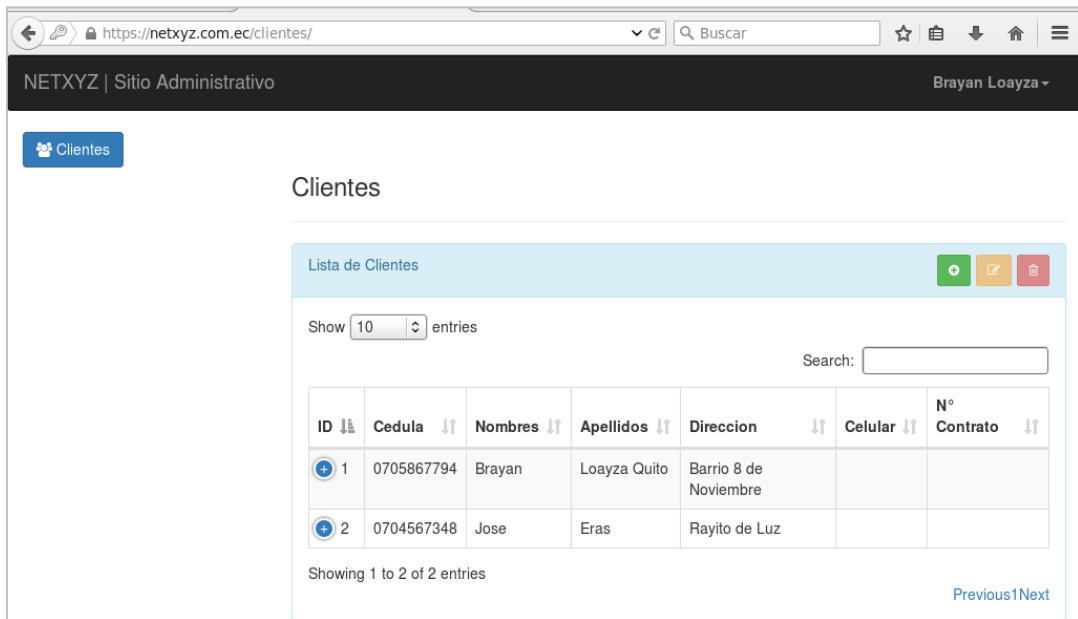 https://netxyz.com.ec/clientes/
Buscar
NETXYZ | Sitio Administrativo
Brayan Loayza
Clientes
Clientes
Lista de Clientes
Show 10 entries
Search:
ID Cedula Nombres Apellidos Direccion Celular N° Contrato
1 0705867794 Brayan Loayza Quito Barrio 8 de Noviembre
2 0704567348 Jose Eras Rayito de Luz
Showing 1 to 2 of 2 entries
Previous1Next